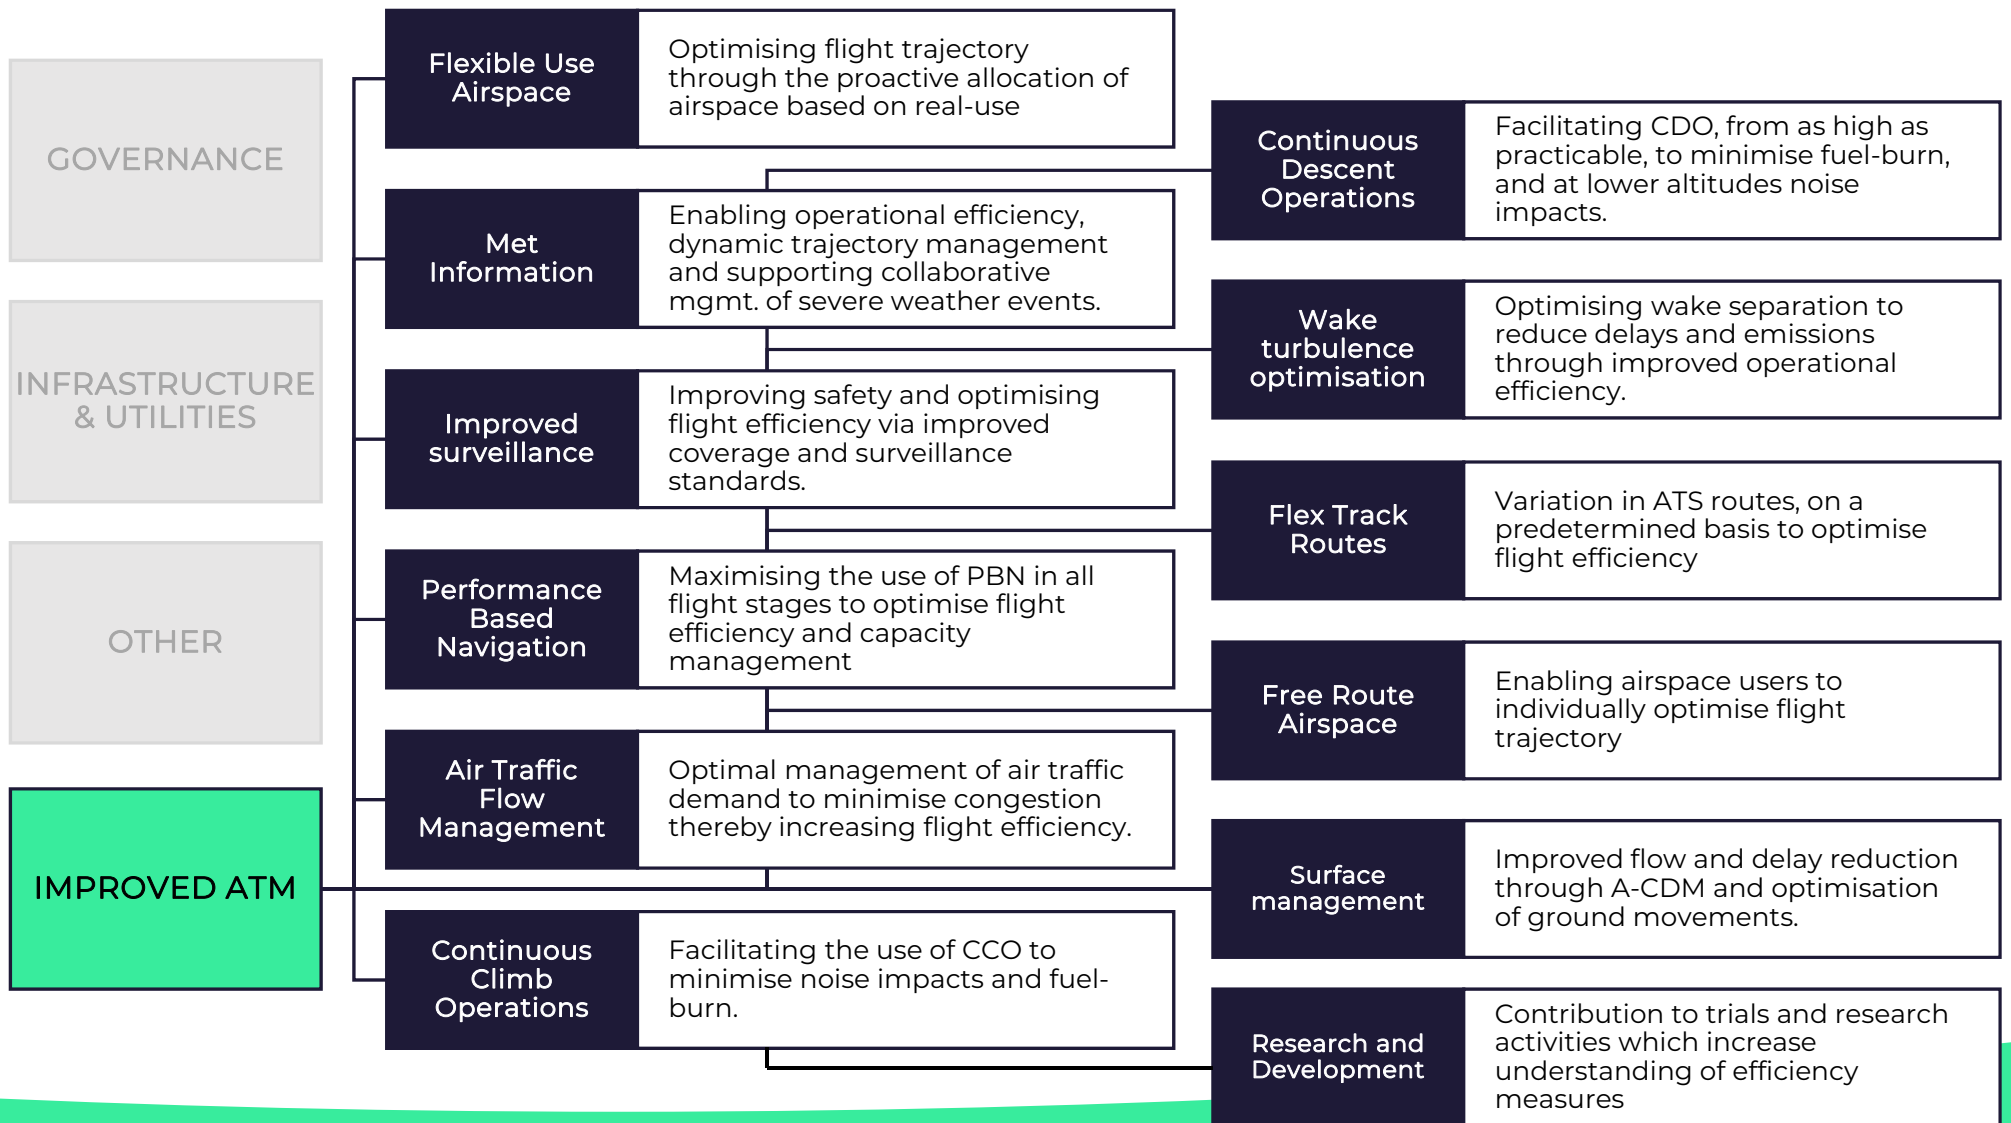 GOVERNANCE
INFRASTRUCTURE
& UTILITIES
OTHER
IMPROVED ATM
Flexible Use
Airspace
Optimising flight trajectory
through the proactive allocation of
airspace based on real-use
Met
Information
Enabling operational efficiency,
dynamic trajectory management
and supporting collaborative
mgmt. of severe weather events.
Improved
surveillance
Improving safety and optimising
flight efficiency via improved
coverage and surveillance
standards.
Performance
Based
Navigation
Maximising the use of PBN in all
flight stages to optimise flight
efficiency and capacity
management
Air Traffic
Flow
Management
Optimal management of air traffic
demand to minimise congestion
thereby increasing flight efficiency.
Continuous
Climb
Operations
Facilitating the use of CCO to
minimise noise impacts and fuel-
burn.
Continuous
Descent
Operations
Facilitating CDO, from as high as
practicable, to minimise fuel-burn,
and at lower altitudes noise
impacts.
Wake
turbulence
optimisation
Optimising wake separation to
reduce delays and emissions
through improved operational
efficiency.
Flex Track
Routes
Variation in ATS routes, on a
predetermined basis to optimise
flight efficiency
Free Route
Airspace
Enabling airspace users to
individually optimise flight
trajectory
Surface
management
Improved flow and delay reduction
through A-CDM and optimisation
of ground movements.
Research and
Development
Contribution to trials and research
activities which increase
understanding of efficiency
measures